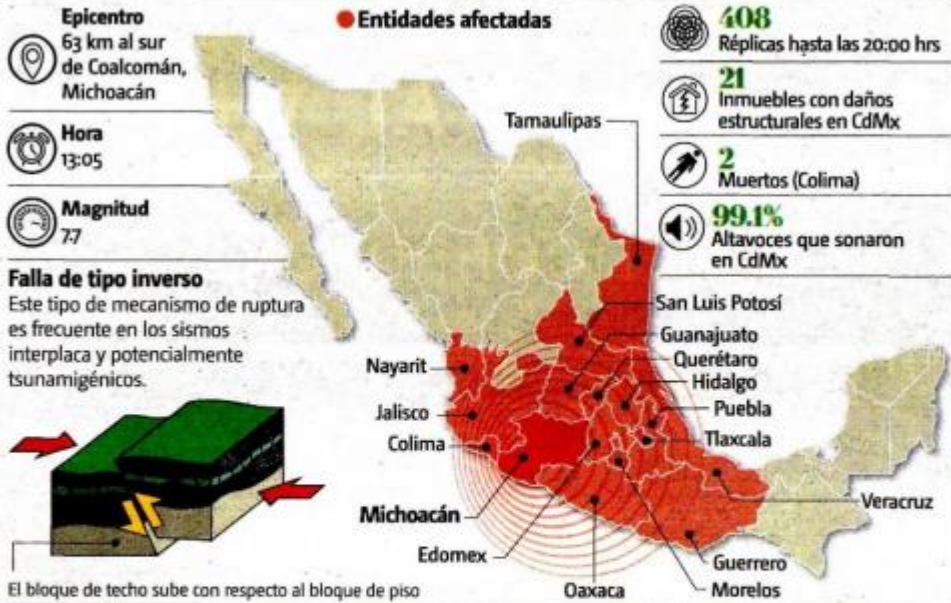 Epicentro
63 km al sur
de Coalcomán,
Michoacán
Hora
13:05
Magnitud
7.7
Falla de tipo inverso
Este tipo de mecanismo de ruptura
es frecuente en los sismos
interplaca y potencialmente
tsunamigénicos.
El bloque de techo sube con respecto al bloque de piso
Entidades afectadas
408
Réplicas hasta las 20:00 hrs
21
Inmuebles con daños
estructurales en CdMx
2
Muertos (Colima)
99.1%
Altavoces que sonaron
en CdMx
Tamaulipas
San Luis Potosí
Guanajuato
Querétaro
Hidalgo
Puebla
Tlaxcala
Veracruz
Guerrero
Morelos
Oaxaca
Edomex
Michoacán
Colima
Jalisco
Nayarit